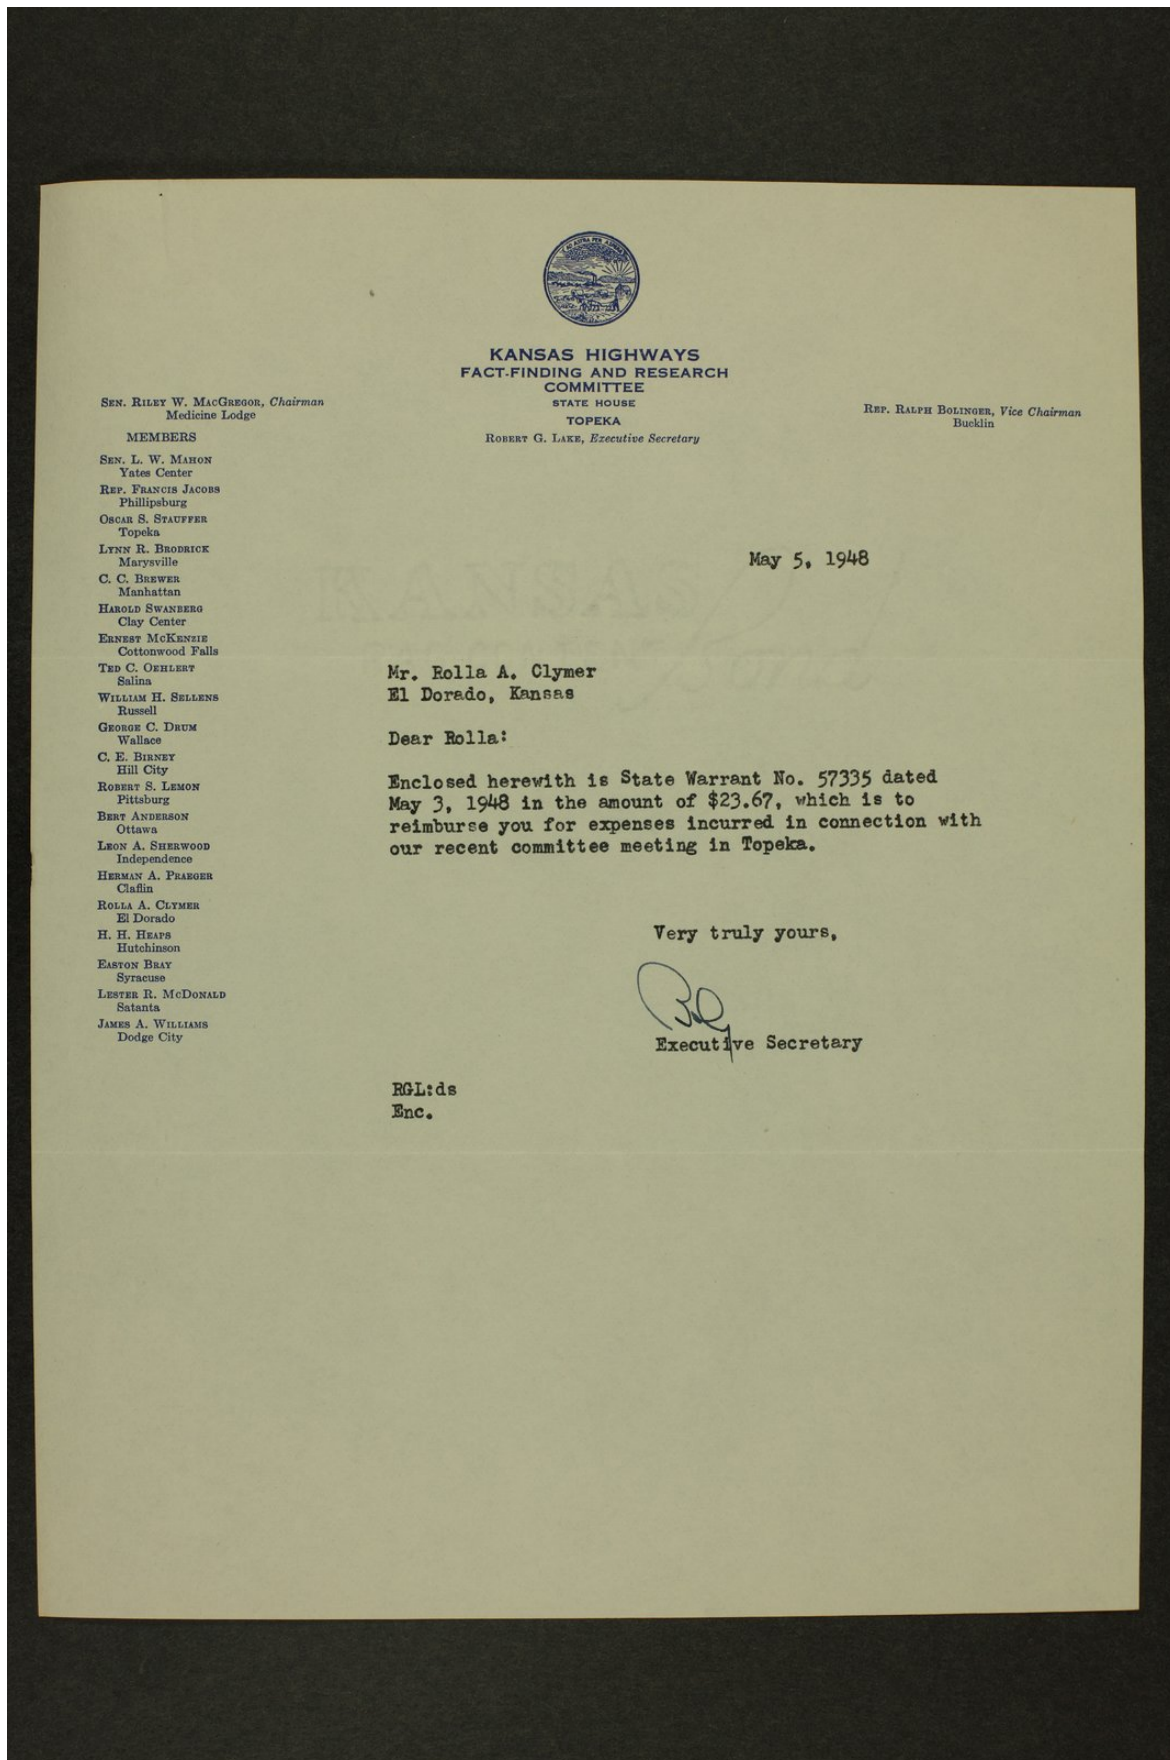 AD ASTRA PER ASPERA
KANSAS HIGHWAYS
FACT-FINDING AND RESEARCH
COMMITTEE
STATE HOUSE
TOPEKA
ROBERT G. LAKE, Executive Secretary
SEN. RILEY W. MACGREGOR, Chairman
Medicine Lodge
REP. RALPH BOLINGER, Vice Chairman
Bucklin
MEMBERS
SEN. L. W. MAHON
Yates Center
REP. FRANCIS JACOBS
Phillipsburg
OSCAR S. STAUFFER
Topeka
LYNN R. BRODRICK
Marysville
C. C. BREWER
Manhattan
HAROLD SWANBERG
Clay Center
ERNEST MCKENZIE
Cottonwood Falls
TED C. OEHLERT
Salina
WILLIAM H. SELLENS
Russell
GEORGE C. DRUM
Wallace
C. E. BIRNEY
Hill City
ROBERT S. LEMON
Pittsburg
BERT ANDERSON
Ottawa
LEON A. SHERWOOD
Independence
HERMAN A. PRAEGER
Claflin
ROLLA A. CLYMER
El Dorado
H. H. HEAPS
Hutchinson
EASTON BRAY
Syracuse
LESTER R. MCDONALD
Satanta
JAMES A. WILLIAMS
Dodge City
May 5, 1948
Mr. Rolla A. Clymer
El Dorado, Kansas
Dear Rolla:
Enclosed herewith is State Warrant No. 57335 dated
May 3, 1948 in the amount of $23.67, which is to
reimburse you for expenses incurred in connection with
our recent committee meeting in Topeka.
Very truly yours,
Bob
Executive Secretary
RGL:ds
Enc.